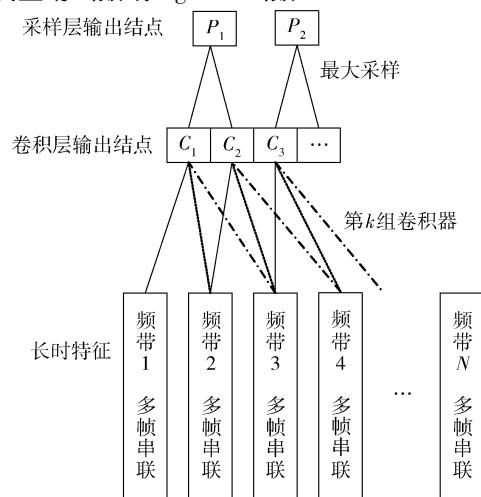 采样层输出结点
P1
P2
最大采样
卷积层输出结点
C1 C2 C3 …
第k组卷积器
长时特征
频带1 多帧串联
频带2 多帧串联
频带3 多帧串联
频带4 多帧串联
…
频带N 多帧串联